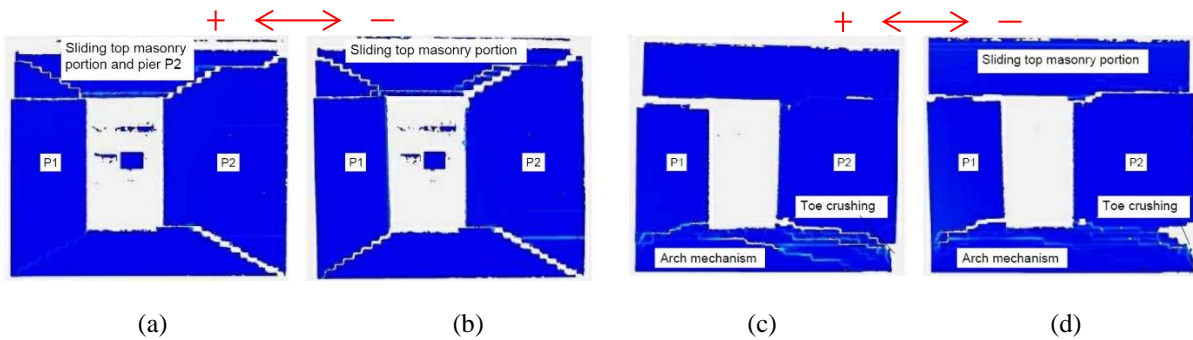 + −
+ −
Sliding top masonry
portion and pier P2
Sliding top masonry portion
Sliding top masonry portion
P1
P2
P1
P2
P1
P2
P1
P2
Toe crushing
Toe crushing
Arch mechanism
Arch mechanism
(a)
(b)
(c)
(d)